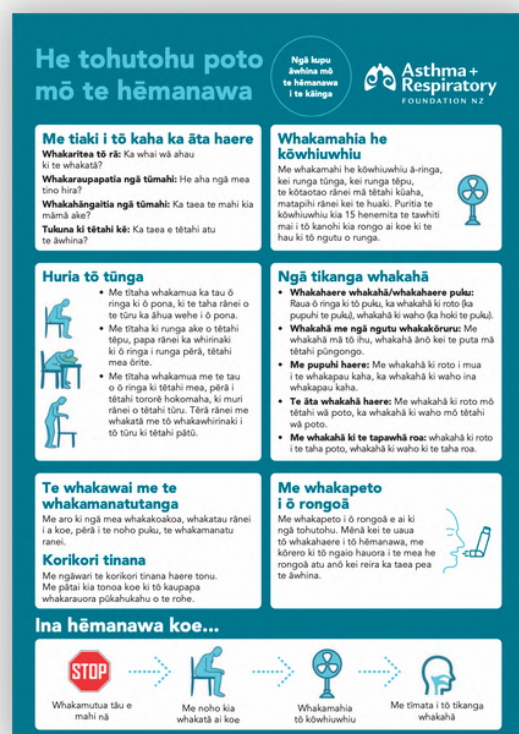 He tohutohu poto
mō te hēmanawa
Ngā kupu
āwhina mō
te hēmanawa
i te kāinga
Asthma+
Respiratory
FOUNDATION NZ
Me tiaki i tō kaha ka āta haere
Whakaritea tō rā: Ka whai wā ahau
ki te whakatā?
Whakaraupapatia ngā tūmahi: He aha ngā mea
tino hira?
Whakahāngaitia ngā tūmahi: Ka taea te mahi kia
māmā ake?
Tukuna ki tētahi kē: Ka taea e tētahi atu
te āwhina?
Whakamahia he
kōwhiuwhiu
Me whakamahi he kōwhiuwhiu ā-ringa,
kei runga tūnga, kei runga tēpu,
te kōtaotao rānei mā tētahi kūaha,
matapihi rānei kei te huaki. Puritia te
kōwhiuwhiu kia 15 henemita te tawhiti
mai i tō kanohi kia rongo ai koe ki te
hau ki tō ngutu o runga.
Huria tō tūnga
• Me tītaha whakamua ka tau ō
ringa ki ō pona, ki te taha rānei o
te tūru ka āhua wehe i ō pona.
• Me tītaha ki runga ake o tētahi
tēpu, papa rānei ka whirinaki
ki ō ringa i runga pērā, tētahi
mea ōrite.
• Me tītaha whakamua me te tau
o ō ringa ki tētahi mea, pērā i
tētahi tororē hokomaha, ki muri
rānei o tētahi tūru. Tērā rānei me
whakatā me tō whakawhirinaki i
tō tūru ki tētahi pātū.
Ngā tikanga whakahā
• Whakahaere whakahā/whakahaere puku:
Raua ō ringa ki tō puku, ka whakahā ki roto (ka
pupuhi te puku), whakahā ki waho (ka hoki te puku).
• Whakahā me ngā ngutu whakakōruru: Me
whakahā mā tō ihu, whakahā ānō kei te puta mā
tētahi pūngongo.
• Me pupuhi haere: Me whakahā ki roto i mua
i te whakapau kaha, ka whakahā ki waho ina
whakapau kaha.
• Te āta whakahā haere: Me whakahā ki roto mō
tētahi wā poto, ka whakahā ki waho mō tētahi
wā poto.
• Me whakahā ki te tapawhā roa: whakahā ki roto
i te taha poto, whakahā ki waho ki te taha roa.
Te whakawai me te
whakamanatutanga
Me aro ki ngā mea whakakoakoa, whakatau rānei
i a koe, pērā i te noho puku, te whakamanatu
ranei.
Korikori tinana
Me ngāwari te korikori tinana haere tonu.
Me pātai kia tonoa koe ki tō kaupapa
whakarauora pūkahukahu o te rohe.
Me whakapeto
i ō rongoā
Me whakapeto i ō rongoā e ai ki
ngā tohutohu. Mēnā kei te uaua
tō whakahaere i tō hēmanawa, me
kōrero ki tō ngaio hauora i te mea he
rongoā atu anō kei reira ka taea pea
te āwhina.
Ina hēmanawa koe...
STOP
Whakamutua tāu e
mahi nā
Me noho kia
whakatā ai koe
Whakamahia
tō kōwhiuwhiu
Me tīmata i tō tikanga
whakahā